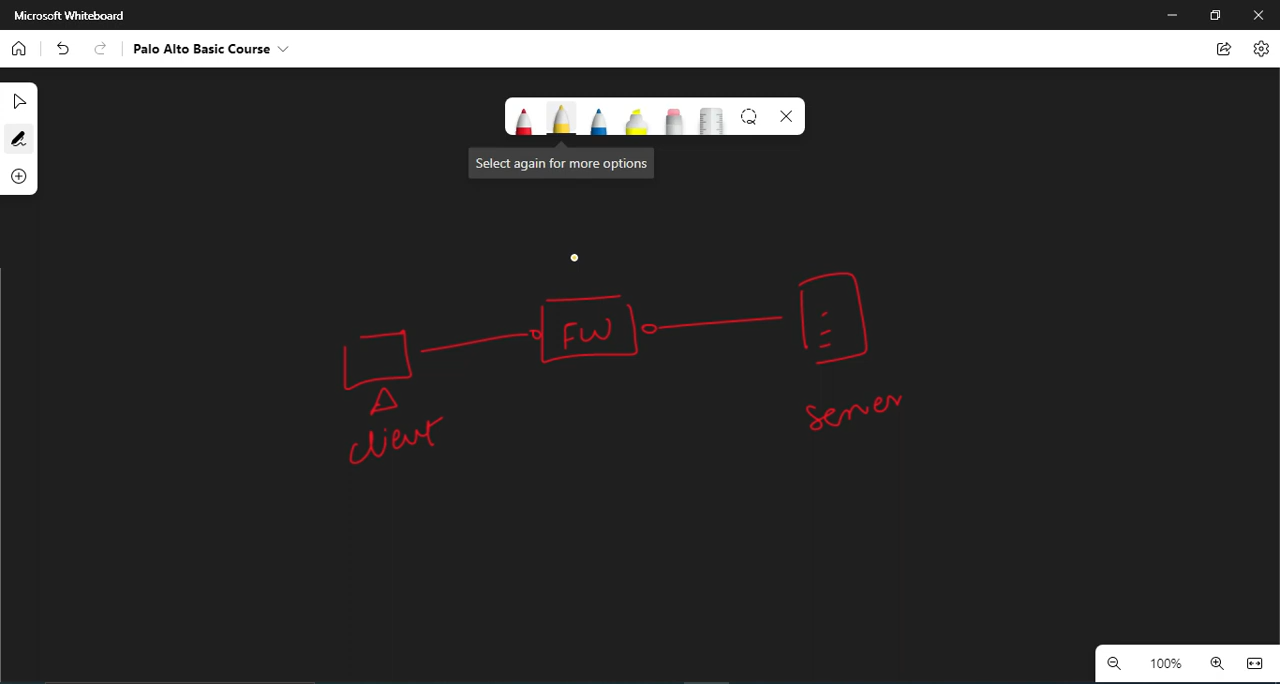 Microsoft Whiteboard
Palo Alto Basic Course
Select again for more options
FW
client
server
100%